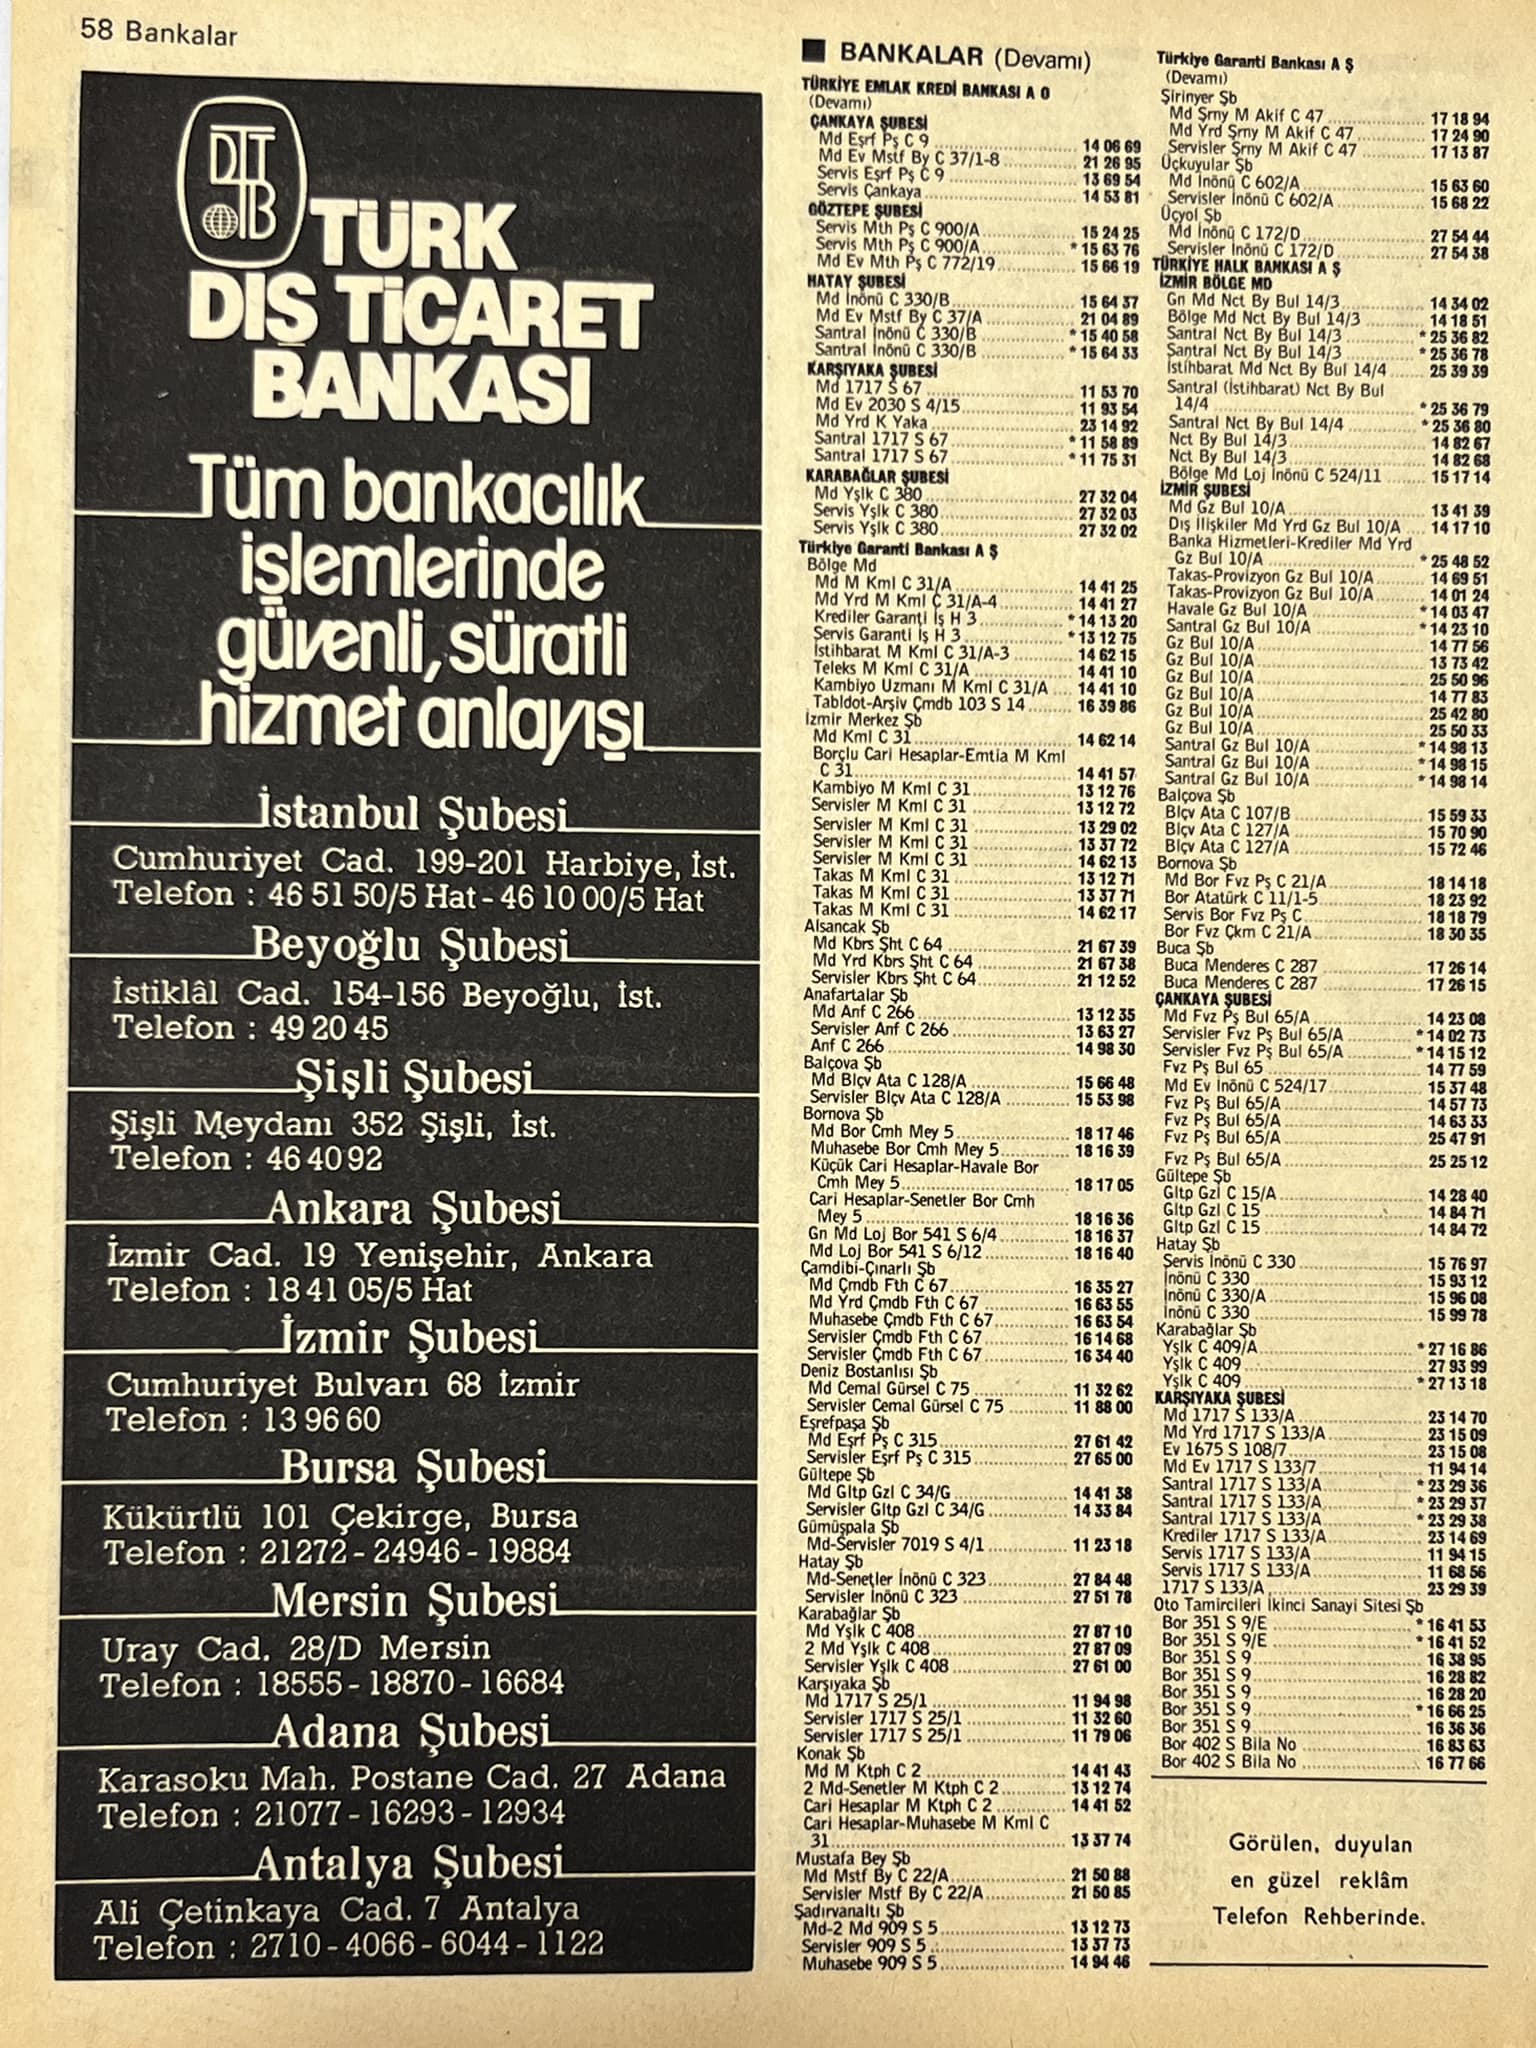 58 Bankalar
DTTB
TÜRK
DIŞ TİCARET
BANKASI
Tüm bankacılık
işlemlerinde
güvenli, süratli
hizmet anlayışı
İstanbul Şubesi
Cumhuriyet Cad. 199-201 Harbiye, İst.
Telefon : 46 51 50/5 Hat - 46 10 00/5 Hat
Beyoğlu Şubesi
İstiklâl Cad. 154-156 Beyoğlu, İst.
Telefon : 49 20 45
Şişli Şubesi
Şişli Meydanı 352 Şişli, İst.
Telefon : 46 40 92
Ankara Şubesi
İzmir Cad. 19 Yenişehir, Ankara
Telefon : 18 41 05/5 Hat
İzmir Şubesi
Cumhuriyet Bulvarı 68 İzmir
Telefon : 13 96 60
Bursa Şubesi
Kükürtlü 101 Çekirge, Bursa
Telefon : 21272 - 24946 - 19884
Mersin Şubesi
Uray Cad. 28/D Mersin
Telefon : 18555 - 18870 - 16684
Adana Şubesi
Karasoku Mah. Postane Cad. 27 Adana
Telefon : 21077 - 16293 - 12934
Antalya Şubesi
Ali Çetinkaya Cad. 7 Antalya
Telefon : 2710 - 4066 - 6044 - 1122
■ BANKALAR (Devamı)
TÜRKİYE EMLAK KREDİ BANKASI A O
(Devamı)
ÇANKAYA ŞUBESİ
Md Eşrf Pş C 9 14 06 69
Md Ev Mstf By C 37/1-8 21 26 95
Servis Eşrf Pş C 9 13 69 54
Servis Çankaya 14 53 81
GÖZTEPE ŞUBESİ
Servis Mth Pş C 900/A 15 24 25
Servis Mth Pş C 900/A *15 63 76
Md Ev Mth Pş C 772/19 15 66 19
HATAY ŞUBESİ
Md İnönü C 330/B 15 64 37
Md Ev Mstf By C 37/A 21 04 89
Santral İnönü C 330/B *15 40 58
Santral İnönü C 330/B *15 64 33
KARŞIYAKA ŞUBESİ
Md 1717 S 67 11 53 70
Md Ev 2030 S 4/15 11 93 54
Md Yrd K Yaka 23 14 92
Santral 1717 S 67 *11 58 89
Santral 1717 S 67 *11 75 31
KARABAĞLAR ŞUBESİ
Md Yşlk C 380 27 32 04
Servis Yşlk C 380 27 32 03
Servis Yşlk C 380 27 32 02
Türkiye Garanti Bankası A Ş
Bölge Md
Md M Kml C 31/A 14 41 25
Md Yrd M Kml C 31/A-4 14 41 27
Krediler Garanti İş H 3 *14 13 20
Servis Garanti İş H 3 *13 12 75
İstihbarat M Kml C 31/A-3 14 62 15
Teleks M Kml C 31/A 14 41 10
Kambiyo Uzmanı M Kml C 31/A 14 41 10
Tabldot-Arşiv Çmdb 103 S 14 16 39 86
İzmir Merkez Şb
Md Kml C 31 14 62 14
Borçlu Cari Hesaplar-Emtia M Kml
C 31 14 41 57
Kambiyo M Kml C 31 13 12 76
Servisler M Kml C 31 13 12 72
Servisler M Kml C 31 13 29 02
Servisler M Kml C 31 13 37 72
Servisler M Kml C 31 14 62 13
Takas M Kml C 31 13 12 71
Takas M Kml C 31 13 37 71
Takas M Kml C 31 14 62 17
Alsancak Şb
Md Kbrs Şht C 64 21 67 39
Md Yrd Kbrs Şht C 64 21 67 38
Servisler Kbrs Şht C 64 21 12 52
Anafartalar Şb
Md Anf C 266 13 12 35
Servisler Anf C 266 13 63 27
Anf C 266 14 98 30
Balçova Şb
Md Blçv Ata C 128/A 15 66 48
Servisler Blçv Ata C 128/A 15 53 98
Bornova Şb
Md Bor Cmh Mey 5 18 17 46
Muhasebe Bor Cmh Mey 5 18 16 39
Küçük Cari Hesaplar-Havale Bor
Cmh Mey 5 18 17 05
Cari Hesaplar-Senetler Bor Cmh
Mey 5 18 16 36
Gn Md Loj Bor 541 S 6/4 18 16 37
Md Loj Bor 541 S 6/12 18 16 40
Çamdibi-Çınarlı Şb
Md Çmdb Fth C 67 16 35 27
Md Yrd Çmdb Fth C 67 16 63 55
Muhasebe Çmdb Fth C 67 16 63 54
Servisler Çmdb Fth C 67 16 14 68
Servisler Çmdb Fth C 67 16 34 40
Deniz Bostanlısı Şb
Md Cemal Gürsel C 75 11 32 62
Servisler Cemal Gürsel C 75 11 88 00
Eşrefpaşa Şb
Md Eşrf Pş C 315 27 61 42
Servisler Eşrf Pş C 315 27 65 00
Gültepe Şb
Md Gltp Gzl C 34/G 14 41 38
Servisler Gltp Gzl C 34/G 14 33 84
Gümüşpala Şb
Md-Servisler 7019 S 4/1 11 23 18
Hatay Şb
Md-Senetler İnönü C 323 27 84 48
Servisler İnönü C 323 27 51 78
Karabağlar Şb
Md Yşlk C 408 27 87 10
2 Md Yşlk C 408 27 87 09
Servisler Yşlk C 408 27 61 00
Karşıyaka Şb
Md 1717 S 25/1 11 94 98
Servisler 1717 S 25/1 11 32 60
Servisler 1717 S 25/1 11 79 06
Konak Şb
Md M Ktph C 2 14 41 43
2 Md-Senetler M Ktph C 2 13 12 74
Cari Hesaplar M Ktph C 2 14 41 52
Cari Hesaplar-Muhasebe M Kml C
31 13 37 74
Mustafa Bey Şb
Md Mstf By C 22/A 21 50 88
Servisler Mstf By C 22/A 21 50 85
Şadırvanaltı Şb
Md-2 Md 909 S 5 13 12 73
Servisler 909 S 5 13 37 73
Muhasebe 909 S 5 14 94 46
Türkiye Garanti Bankası A Ş
(Devamı)
Şirinyer Şb
Md Şrny M Akif C 47 17 18 94
Md Yrd Şrny M Akif C 47 17 24 90
Servisler Şrny M Akif C 47 17 13 87
Üçkuyular Şb
Md İnönü C 602/A 15 63 60
Servisler İnönü C 602/A 15 68 22
Üçyol Şb
Md İnönü C 172/D 27 54 44
Servisler İnönü C 172/D 27 54 38
TÜRKİYE HALK BANKASI A Ş
İZMİR BÖLGE MD
Gn Md Nct By Bul 14/3 14 34 02
Bölge Md Nct By Bul 14/3 14 18 51
Santral Nct By Bul 14/3 *25 36 82
Santral Nct By Bul 14/3 *25 36 78
İstihbarat Md Nct By Bul 14/4 25 39 39
Santral (İstihbarat) Nct By Bul
14/4 *25 36 79
Santral Nct By Bul 14/4 *25 36 80
Nct By Bul 14/3 14 82 67
Nct By Bul 14/3 14 82 68
Bölge Md Loj İnönü C 524/11 15 17 14
İZMİR ŞUBESİ
Md Gz Bul 10/A 13 41 39
Dış İlişkiler Md Yrd Gz Bul 10/A 14 17 10
Banka Hizmetleri-Krediler Md Yrd
Gz Bul 10/A *25 48 52
Takas-Provizyon Gz Bul 10/A 14 69 51
Takas-Provizyon Gz Bul 10/A 14 01 24
Havale Gz Bul 10/A *14 03 47
Santral Gz Bul 10/A *14 23 10
Gz Bul 10/A 14 77 56
Gz Bul 10/A 13 73 42
Gz Bul 10/A 25 50 96
Gz Bul 10/A 14 77 83
Gz Bul 10/A 25 42 80
Gz Bul 10/A 25 50 33
Santral Gz Bul 10/A *14 98 13
Santral Gz Bul 10/A *14 98 15
Santral Gz Bul 10/A *14 98 14
Balçova Şb
Blçv Ata C 107/B 15 59 33
Blçv Ata C 127/A 15 70 90
Blçv Ata C 127/A 15 72 46
Bornova Şb
Md Bor Fvz Pş C 21/A 18 14 18
Bor Atatürk C 11/1-5 18 23 92
Servis Bor Fvz Pş C 18 18 79
Bor Fvz Çkm C 21/A 18 30 35
Buca Şb
Buca Menderes C 287 17 26 14
Buca Menderes C 287 17 26 15
ÇANKAYA ŞUBESİ
Md Fvz Pş Bul 65/A 14 23 08
Servisler Fvz Pş Bul 65/A *14 02 73
Servisler Fvz Pş Bul 65/A *14 15 12
Fvz Pş Bul 65 14 77 59
Md Ev İnönü C 524/17 15 37 48
Fvz Pş Bul 65/A 14 57 73
Fvz Pş Bul 65/A 14 63 33
Fvz Pş Bul 65/A 25 47 91
Fvz Pş Bul 65/A 25 25 12
Gültepe Şb
Gltp Gzl C 15/A 14 28 40
Gltp Gzl C 15 14 84 71
Gltp Gzl C 15 14 84 72
Hatay Şb
Servis İnönü C 330 15 76 97
İnönü C 330 15 93 12
İnönü C 330/A 15 96 08
İnönü C 330 15 99 78
Karabağlar Şb
Yşlk C 409/A *27 16 86
Yşlk C 409 27 93 99
Yşlk C 409 *27 13 18
KARŞIYAKA ŞUBESİ
Md 1717 S 133/A 23 14 70
Md Yrd 1717 S 133/A 23 15 09
Ev 1675 S 108/7 23 15 08
Md Ev 1717 S 133/7 11 94 14
Santral 1717 S 133/A *23 29 36
Santral 1717 S 133/A *23 29 37
Santral 1717 S 133/A *23 29 38
Krediler 1717 S 133/A 23 14 69
Servis 1717 S 133/A 11 94 15
Servis 1717 S 133/A 11 68 56
1717 S 133/A 23 29 39
Oto Tamircileri İkinci Sanayi Sitesi Şb
Bor 351 S 9/E *16 41 53
Bor 351 S 9/E *16 41 52
Bor 351 S 9 16 38 95
Bor 351 S 9 16 28 82
Bor 351 S 9 16 28 20
Bor 351 S 9 *16 66 25
Bor 351 S 9 16 36 36
Bor 402 S Bila No 16 83 63
Bor 402 S Bila No 16 77 66
Görülen, duyulan
en güzel reklâm
Telefon Rehberinde.